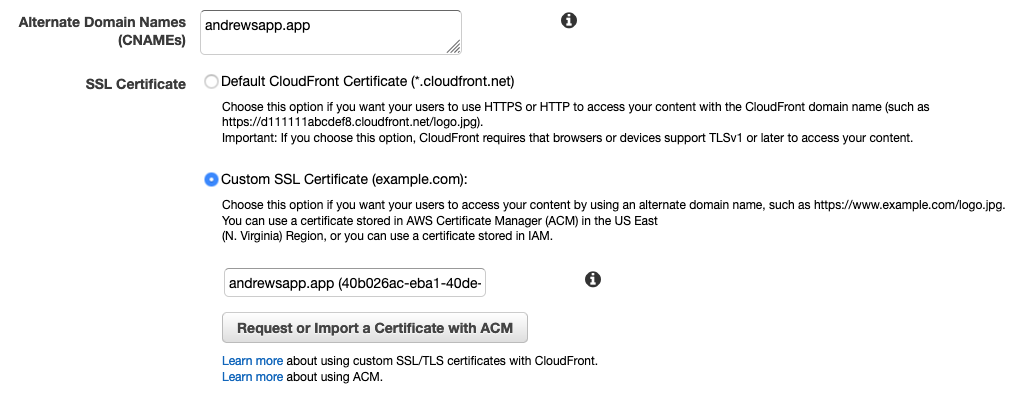 Alternate Domain Names
(CNAMEs)
andrewsapp.app
SSL Certificate
Default CloudFront Certificate (*.cloudfront.net)
Choose this option if you want your users to use HTTPS or HTTP to access your content with the CloudFront domain name (such as
https://d111111abcdef8.cloudfront.net/logo.jpg).
Important: If you choose this option, CloudFront requires that browsers or devices support TLSv1 or later to access your content.
Custom SSL Certificate (example.com):
Choose this option if you want your users to access your content by using an alternate domain name, such as https://www.example.com/logo.jpg.
You can use a certificate stored in AWS Certificate Manager (ACM) in the US East
(N. Virginia) Region, or you can use a certificate stored in IAM.
andrewsapp.app (40b026ac-eba1-40de-
Request or Import a Certificate with ACM
Learn more about using custom SSL/TLS certificates with CloudFront.
Learn more about using ACM.